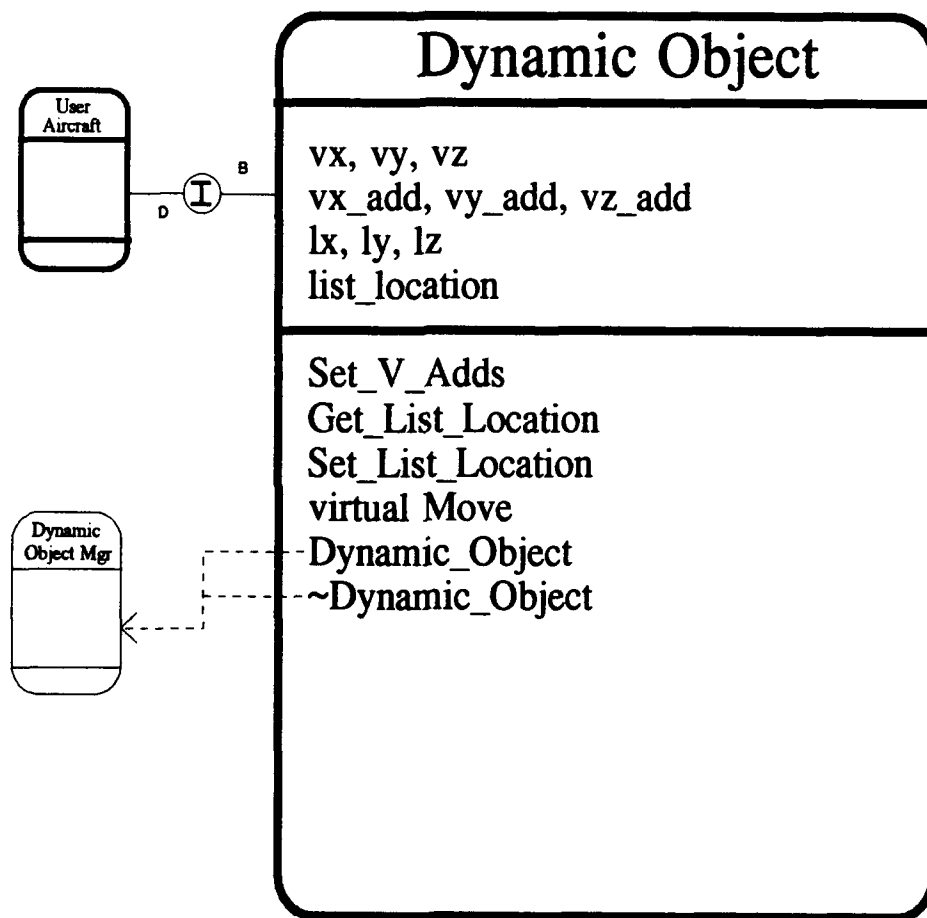 Dynamic Object
User
Aircraft
vx, vy, vz
B
I
D
vx_add, vy_add, vz_add
lx, ly, lz
list_location
Set_V_Adds
Get_List_Location
Set_List_Location
virtual Move
Dynamic
Object Mgr
Dynamic_Object
~Dynamic_Object